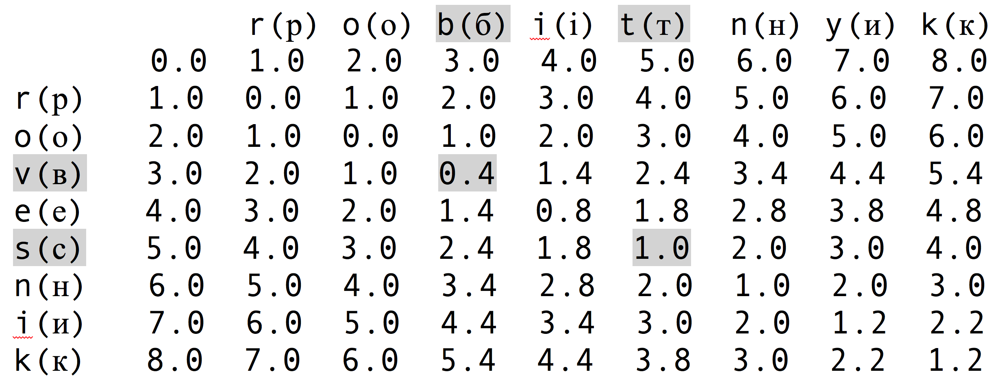 r(р) o(о) b(б) i(і) t(т) n(н) y(и) k(к)
0.0 1.0 2.0 3.0 4.0 5.0 6.0 7.0 8.0
r(р) 1.0 0.0 1.0 2.0 3.0 4.0 5.0 6.0 7.0
o(о) 2.0 1.0 0.0 1.0 2.0 3.0 4.0 5.0 6.0
v(в) 3.0 2.0 1.0 0.4 1.4 2.4 3.4 4.4 5.4
e(е) 4.0 3.0 2.0 1.4 0.8 1.8 2.8 3.8 4.8
s(с) 5.0 4.0 3.0 2.4 1.8 1.0 2.0 3.0 4.0
n(н) 6.0 5.0 4.0 3.4 2.8 2.0 1.0 2.0 3.0
i(и) 7.0 6.0 5.0 4.4 3.4 3.0 2.0 1.2 2.2
k(к) 8.0 7.0 6.0 5.4 4.4 3.8 3.0 2.2 1.2